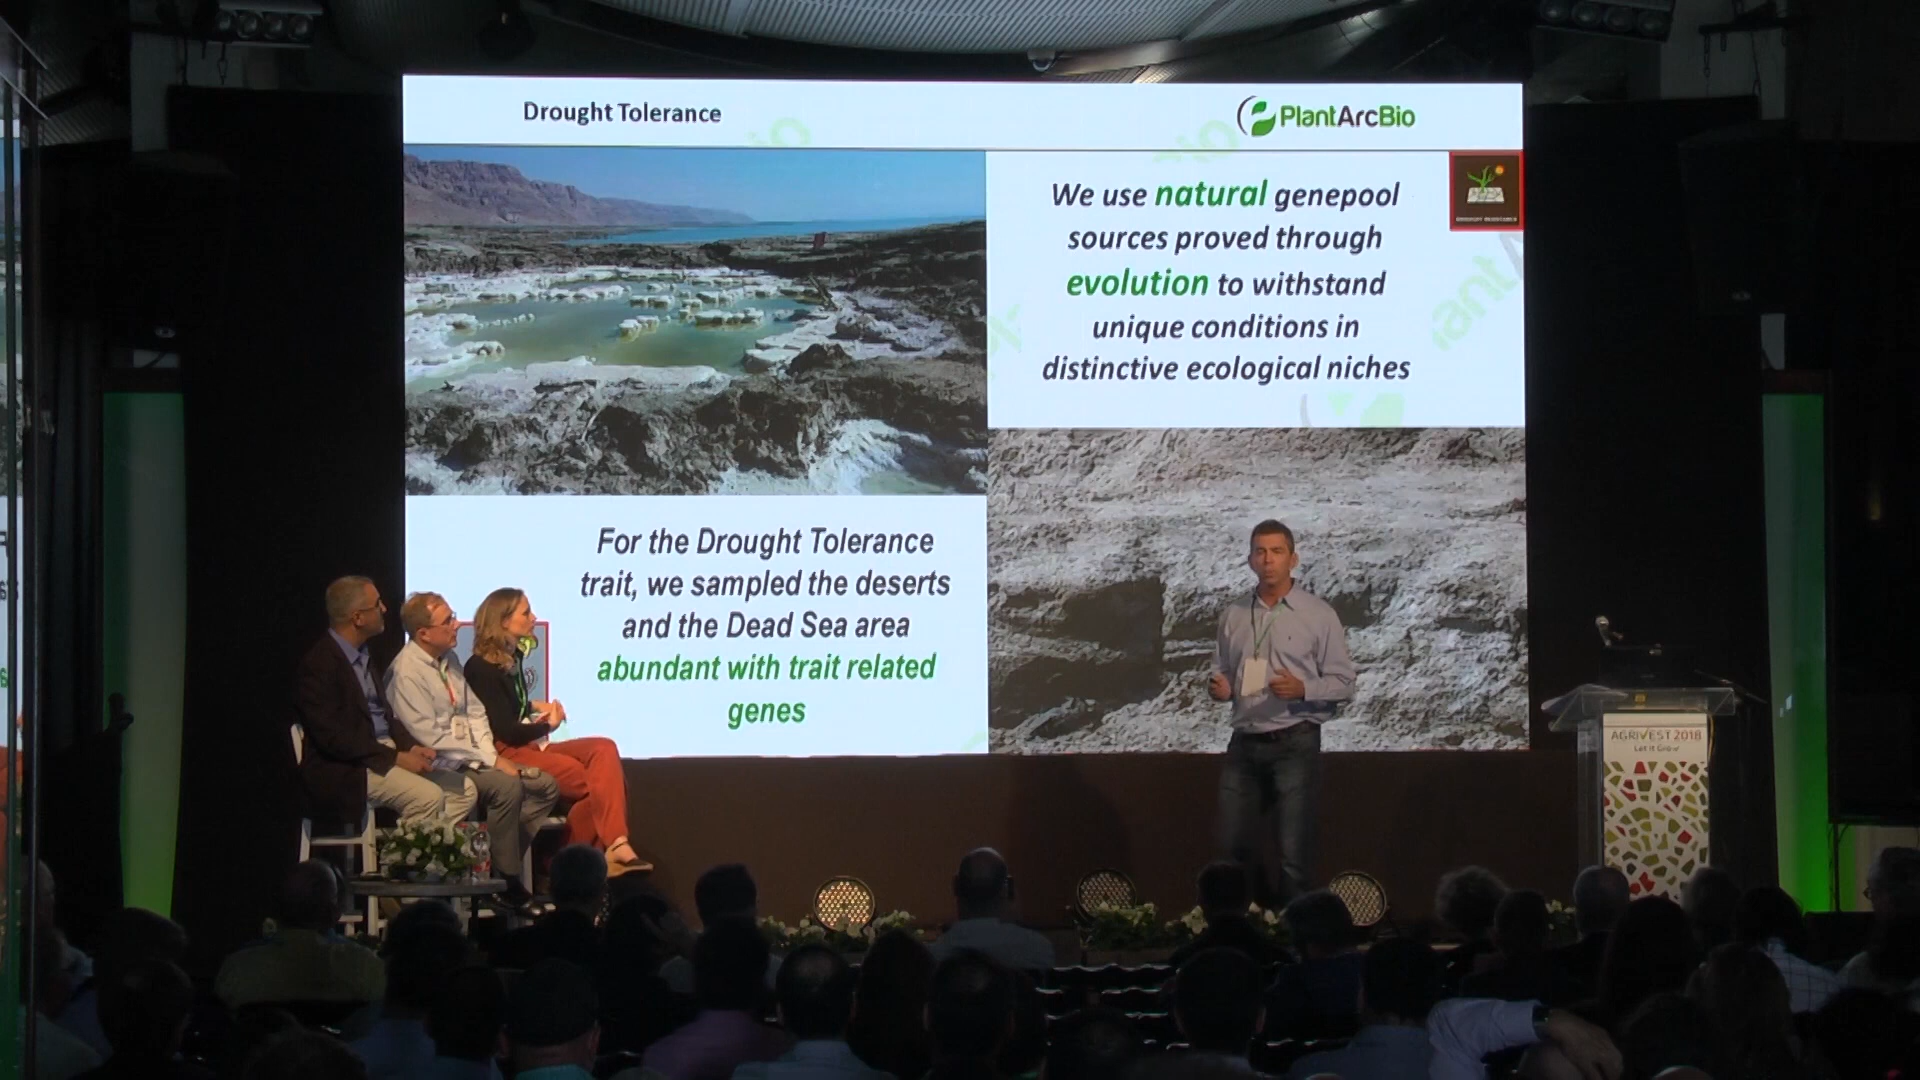 Drought Tolerance
PlantArcBio
We use natural genepool
sources proved through
evolution to withstand
unique conditions in
distinctive ecological niches
For the Drought Tolerance
trait, we sampled the deserts
and the Dead Sea area
abundant with trait related
genes
AGRIVEST 2018
Let it Grow